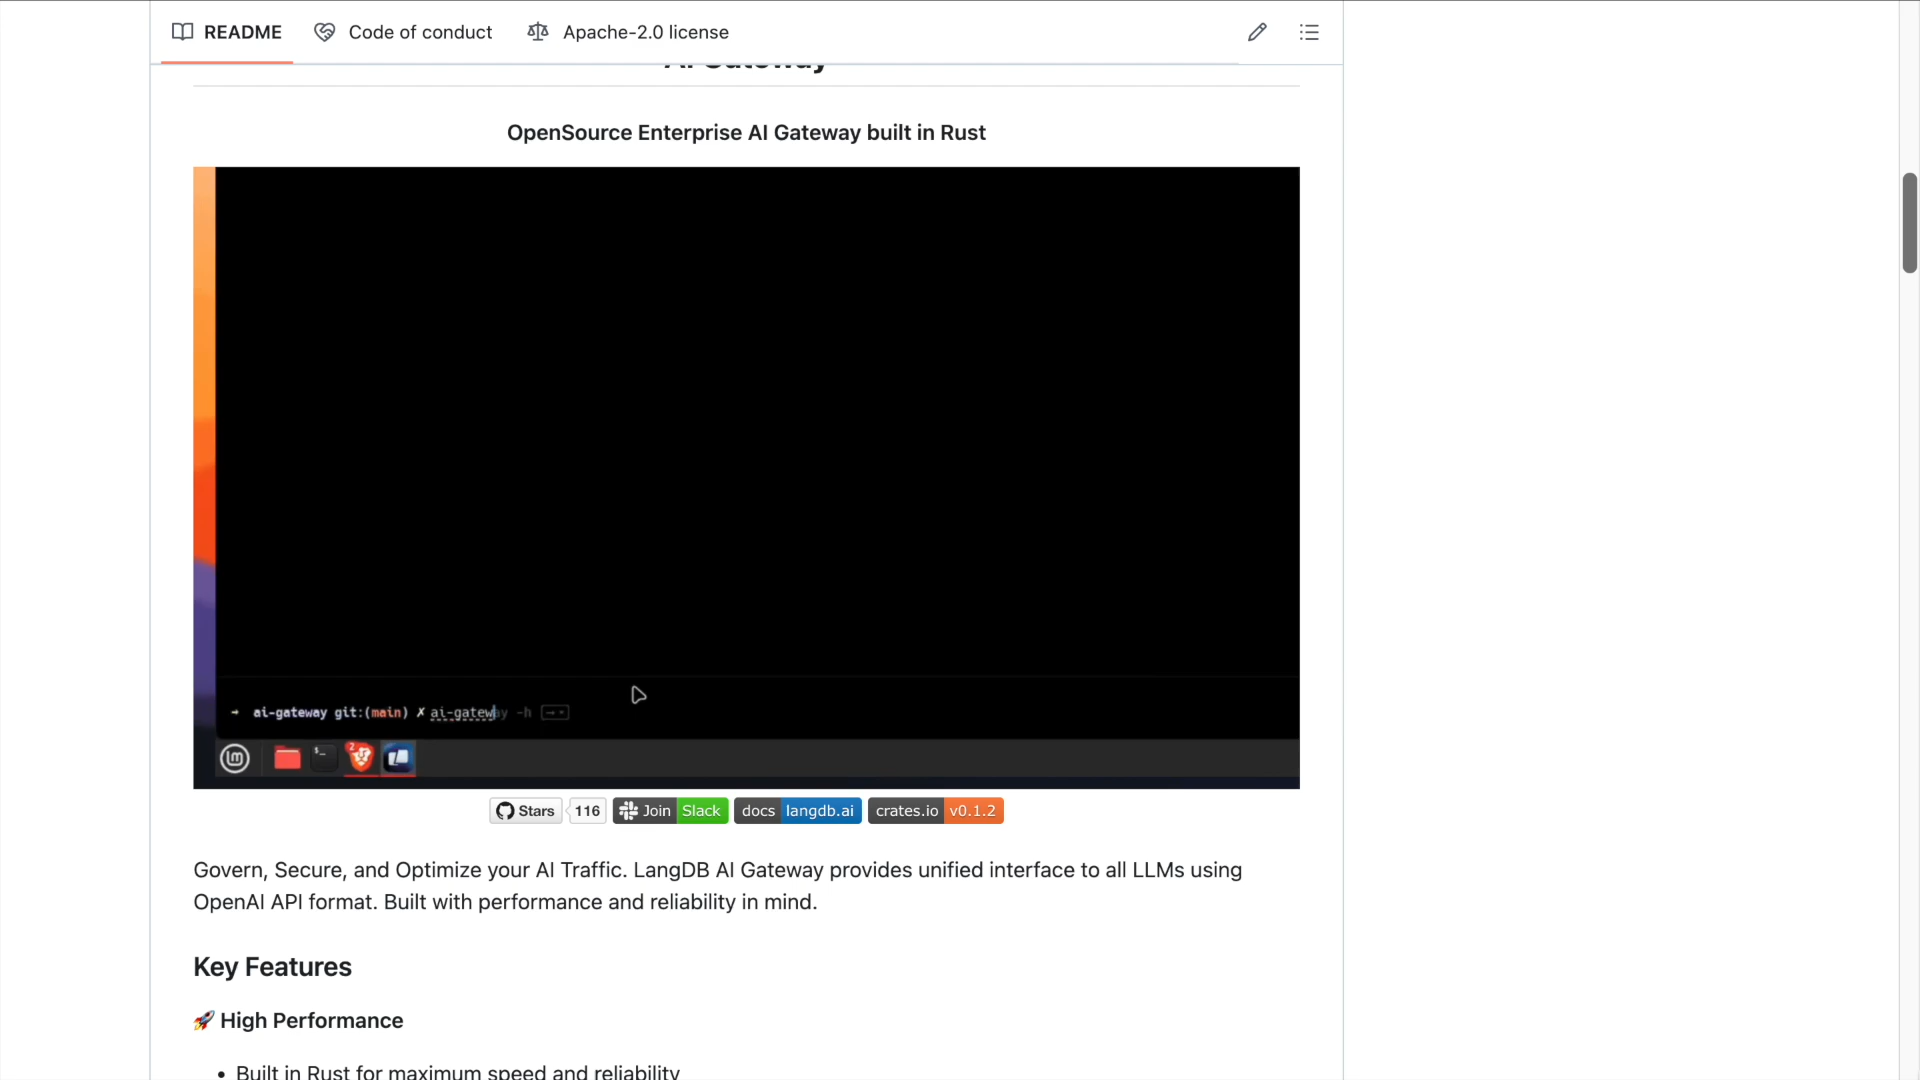 README Code of conduct Apache-2.0 license
AI Gateway
OpenSource Enterprise AI Gateway built in Rust
→ ai-gateway git:(main) ✗ ai-gateway -h
Stars 116 Join Slack docs langdb.ai crates.io v0.1.2
Govern, Secure, and Optimize your AI Traffic. LangDB AI Gateway provides unified interface to all LLMs using
OpenAI API format. Built with performance and reliability in mind.
Key Features
🚀 High Performance
• Built in Rust for maximum speed and reliability